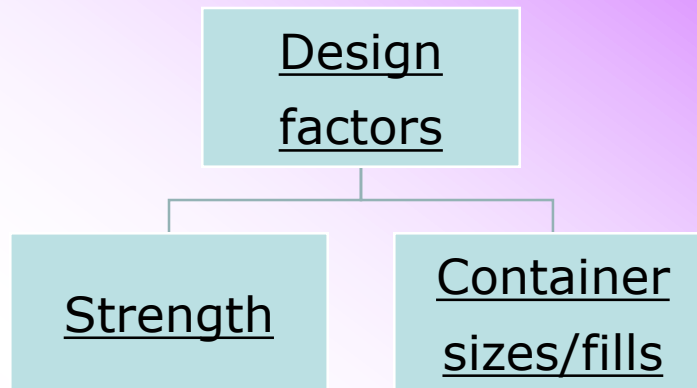 Design
factors
Strength
Container
sizes/fills